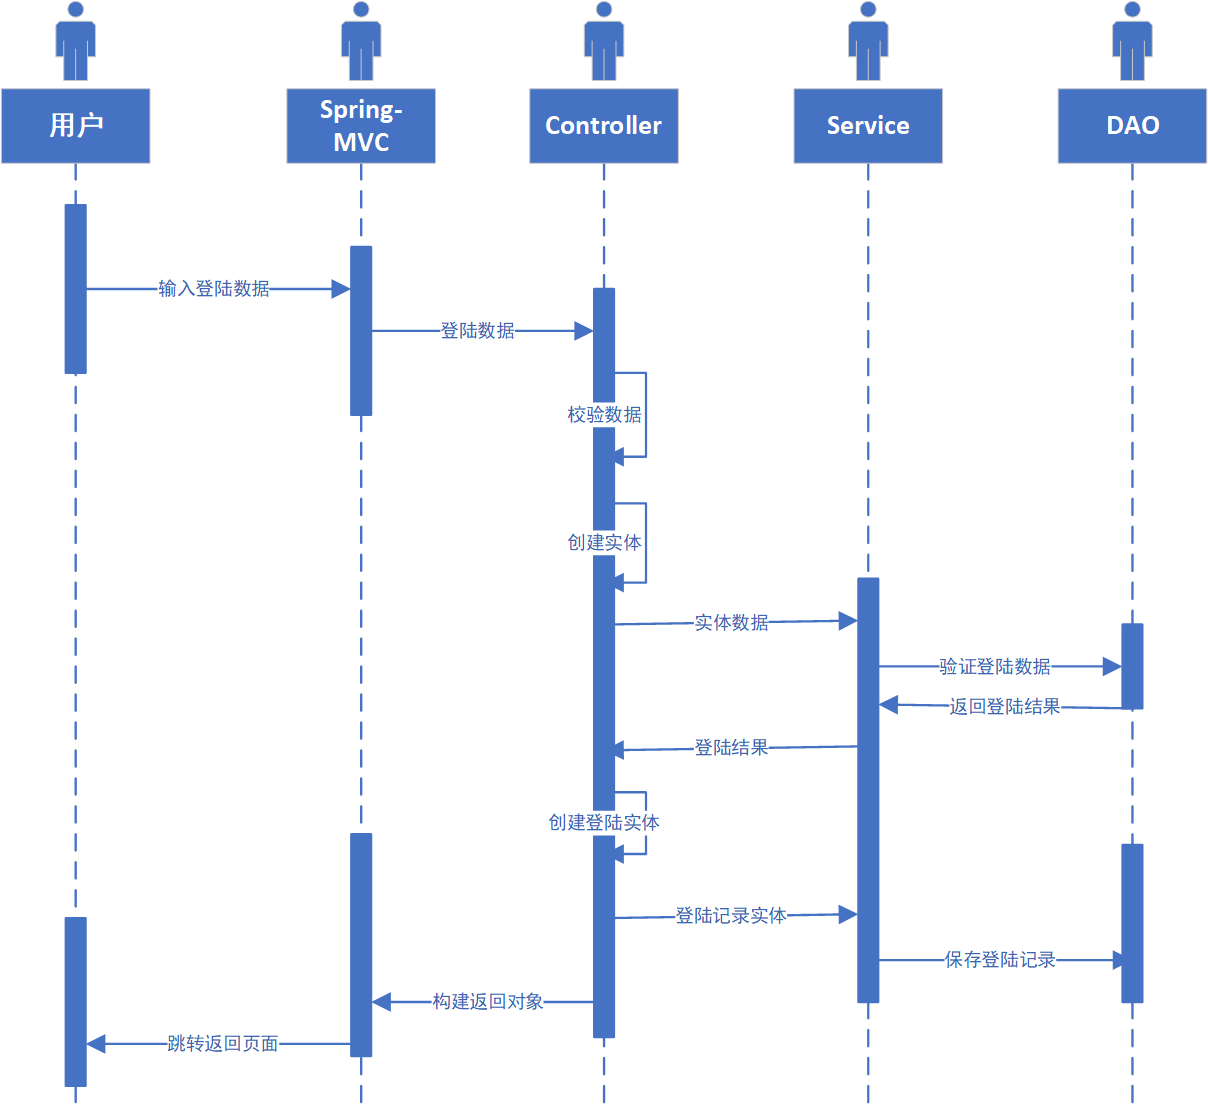 用户
Spring-
MVC
Controller
Service
DAO
输入登陆数据
登陆数据
校验数据
创建实体
实体数据
验证登陆数据
返回登陆结果
登陆结果
创建登陆实体
登陆记录实体
保存登陆记录
构建返回对象
跳转返回页面